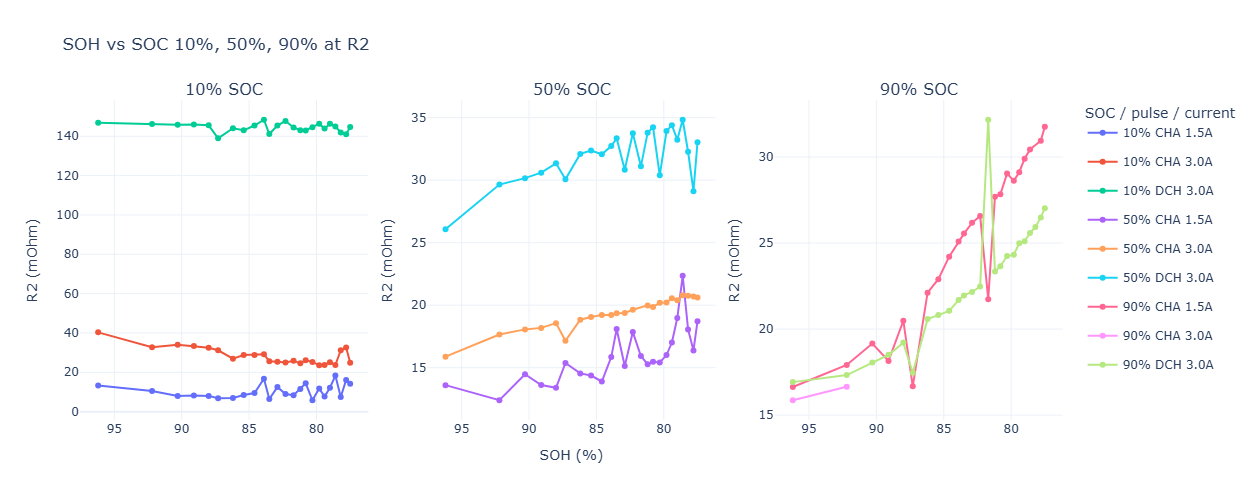 SOH vs SOC 10%, 50%, 90% at R2
10% SOC
50% SOC
90% SOC
R2 (mOhm)
140
120
100
80
60
40
20
0
95
90
85
80
R2 (mOhm)
35
30
25
20
15
95
90
85
80
SOH (%)
R2 (mOhm)
30
25
20
15
95
90
85
80
SOC / pulse / current
10% CHA 1.5A
10% CHA 3.0A
10% DCH 3.0A
50% CHA 1.5A
50% CHA 3.0A
50% DCH 3.0A
90% CHA 1.5A
90% CHA 3.0A
90% DCH 3.0A